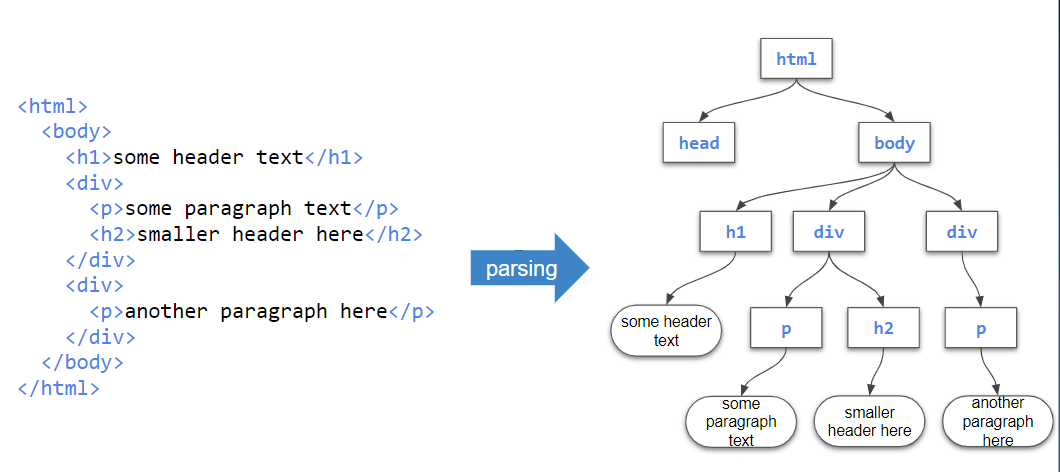 <html>
<body>
<h1>some header text</h1>
<div>
<p>some paragraph text</p>
<h2>smaller header here</h2>
</div>
<div>
<p>another paragraph here</p>
</div>
</body>
</html>
parsing
html
head
body
h1
div
div
some header
text
p
h2
p
some
paragraph
text
smaller
header here
another
paragraph
here